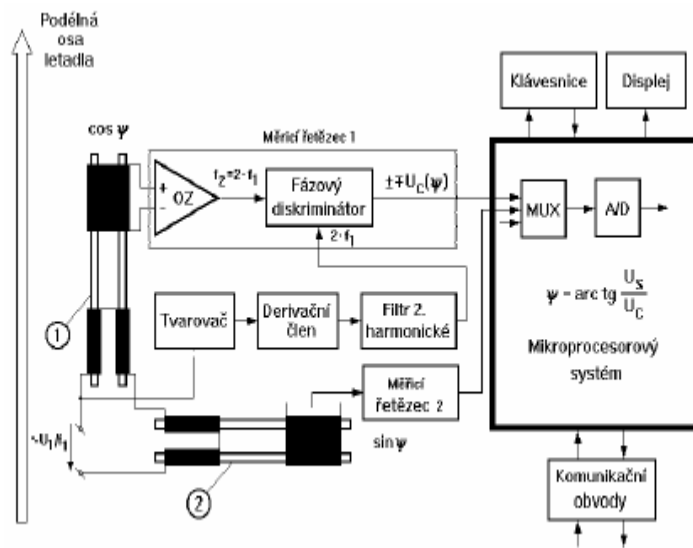 Podélná
osa
letadla
cos ψ
Měřicí řetězec 1
f2=2·f1
+
-
OZ
Fázový
diskriminátor
2·f1
±∓UC(ψ)
Klávesnice
Displej
MUX
A/D
ψ = arc tg US/UC
Mikroprocesorový
systém
1
Tvarovač
Derivační
člen
Filtr 2.
harmonické
Měřicí
řetězec 2
~U1/f1
sin ψ
2
Komunikační
obvody